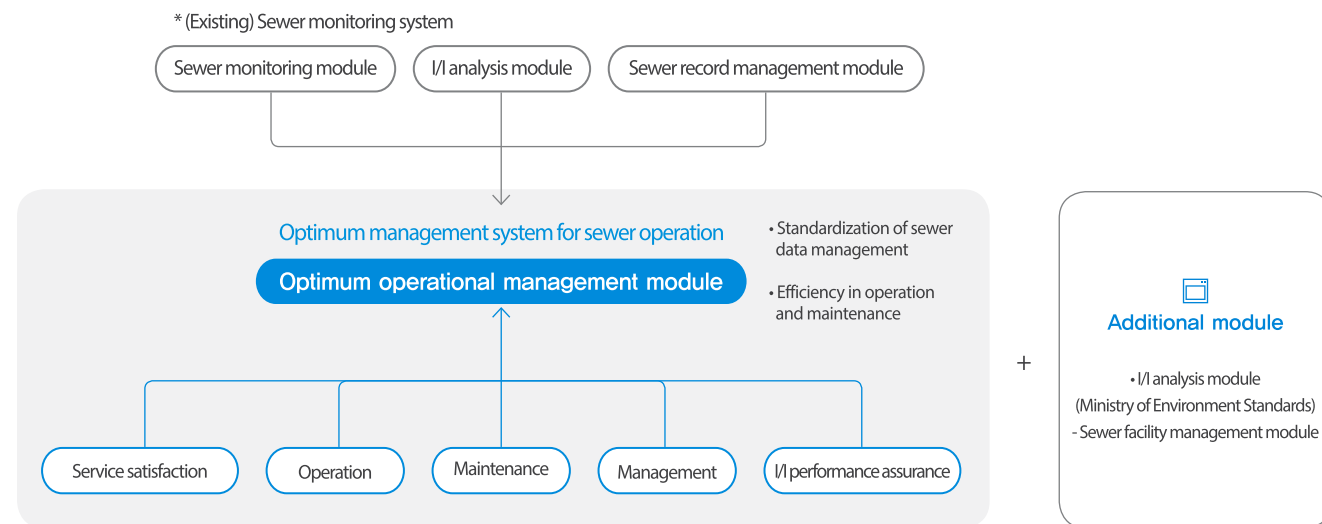 * (Existing) Sewer monitoring system
Sewer monitoring module
I/I analysis module
Sewer record management module
Optimum management system for sewer operation
Optimum operational management module
• Standardization of sewer
data management
• Efficiency in operation
and maintenance
Service satisfaction
Operation
Maintenance
Management
I/I performance assurance
+
Additional module
• I/I analysis module
(Ministry of Environment Standards)
- Sewer facility management module